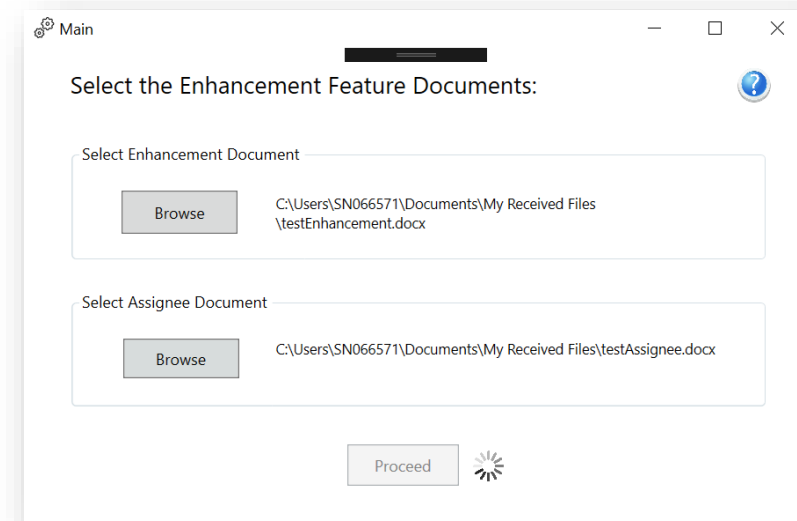 Main
Select the Enhancement Feature Documents:
?
Select Enhancement Document
Browse
C:\Users\SN066571\Documents\My Received Files
\testEnhancement.docx
Select Assignee Document
Browse
C:\Users\SN066571\Documents\My Received Files\testAssignee.docx
Proceed